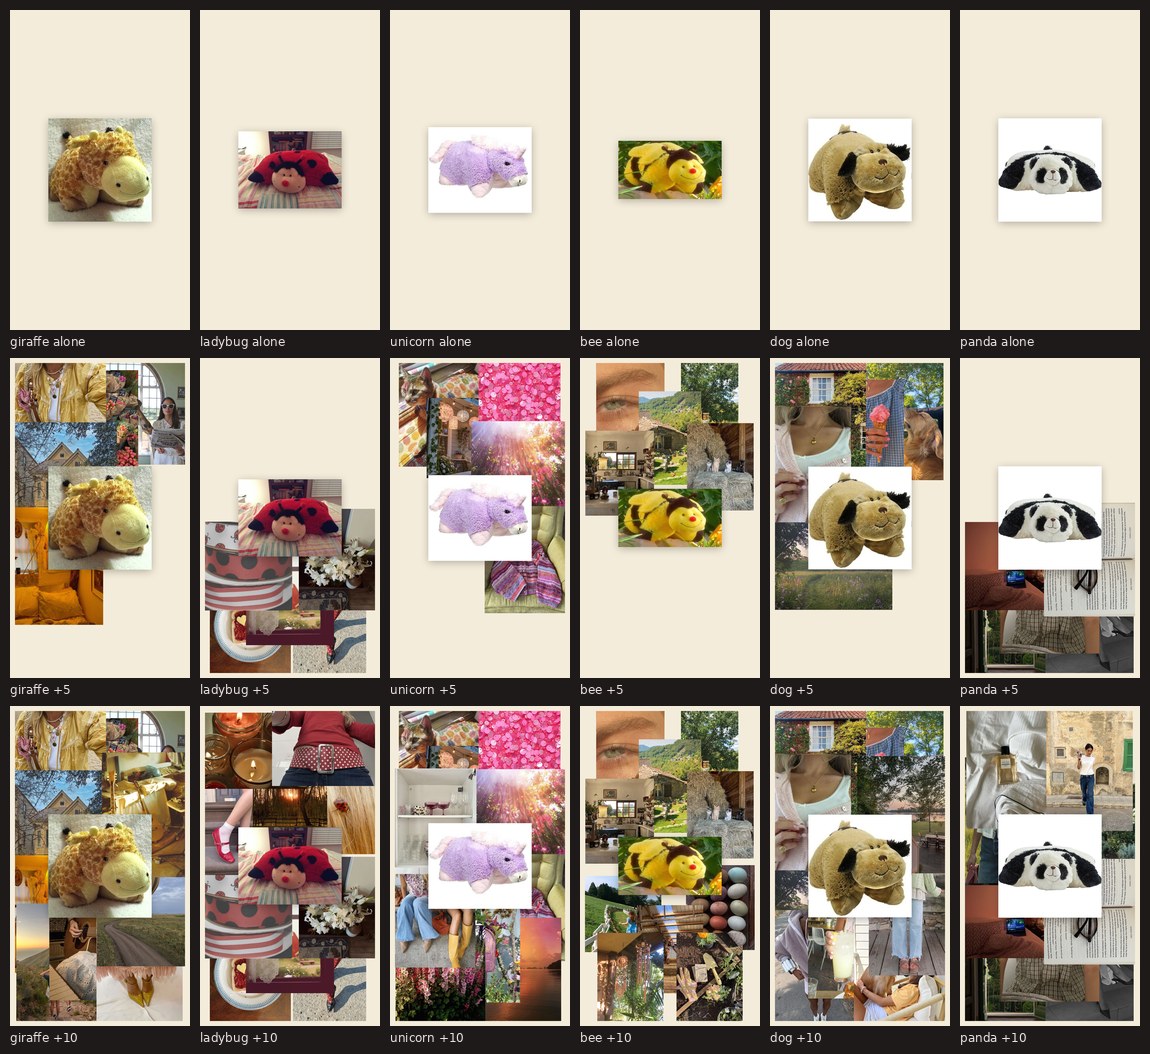 giraffe alone
ladybug alone
unicorn alone
bee alone
dog alone
panda alone
giraffe +5
ladybug +5
unicorn +5
bee +5
dog +5
panda +5
giraffe +10
ladybug +10
unicorn +10
bee +10
dog +10
panda +10